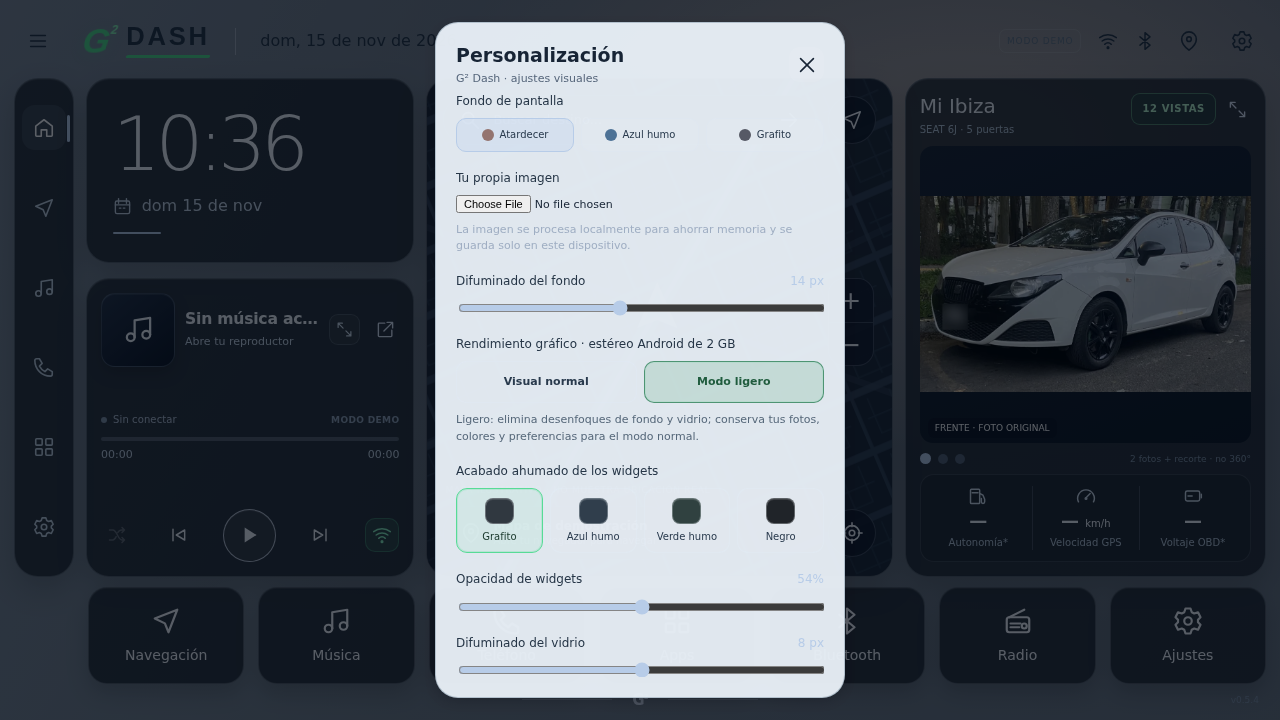 G² DASH
dom, 15 de nov de 20
MODO DEMO
10:36
dom 15 de nov
Sin música ac...
Abre tu reproductor
Sin conectar
MODO DEMO
00:00
00:00
Personalización
G² Dash · ajustes visuales
Fondo de pantalla
Atardecer
Azul humo
Grafito
Tu propia imagen
Choose File No file chosen
La imagen se procesa localmente para ahorrar memoria y se
guarda solo en este dispositivo.
Difuminado del fondo
14 px
Rendimiento gráfico · estéreo Android de 2 GB
Visual normal
Modo ligero
Ligero: elimina desenfoques de fondo y vidrio; conserva tus fotos,
colores y preferencias para el modo normal.
Acabado ahumado de los widgets
Grafito
Azul humo
Verde humo
Negro
Opacidad de widgets
54%
Difuminado del vidrio
8 px
Mi Ibiza
SEAT 6J · 5 puertas
12 VISTAS
FRENTE · FOTO ORIGINAL
2 fotos + recorte · no 360°
— km/h
Autonomía*
Velocidad GPS
Voltaje OBD*
Navegación
Música
Radio
Ajustes